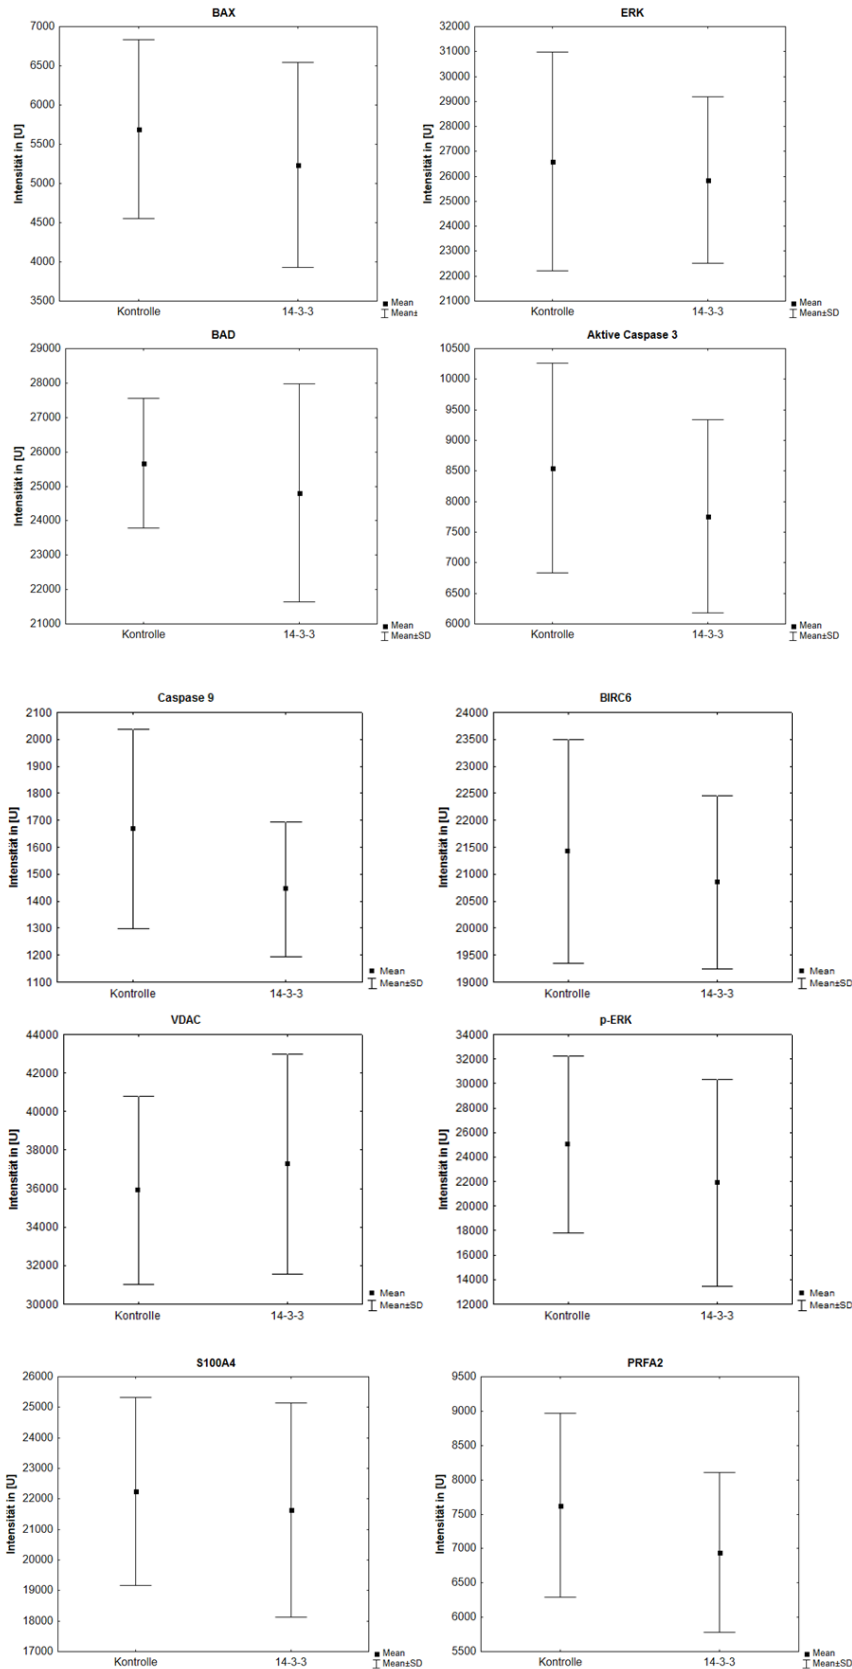 BAX
Intensität in [U]
7000
6500
6000
5500
5000
4500
4000
3500
Kontrolle 14-3-3
Mean
Mean±
ERK
Intensität in [U]
32000
31000
30000
29000
28000
27000
26000
25000
24000
23000
22000
21000
Kontrolle 14-3-3
Mean
Mean±SD
BAD
Intensität in [U]
29000
28000
27000
26000
25000
24000
23000
22000
21000
Kontrolle 14-3-3
Mean
Mean±SD
Aktive Caspase 3
Intensität in [U]
10500
10000
9500
9000
8500
8000
7500
7000
6500
6000
Kontrolle 14-3-3
Mean
Mean±SD
Caspase 9
Intensität in [U]
2100
2000
1900
1800
1700
1600
1500
1400
1300
1200
1100
Kontrolle 14-3-3
Mean
Mean±SD
BIRC6
Intensität in [U]
24000
23500
23000
22500
22000
21500
21000
20500
20000
19500
19000
Kontrolle 14-3-3
Mean
Mean±SD
VDAC
Intensität in [U]
44000
42000
40000
38000
36000
34000
32000
30000
Kontrolle 14-3-3
Mean
Mean±SD
p-ERK
Intensität in [U]
34000
32000
30000
28000
26000
24000
22000
20000
18000
16000
14000
12000
Kontrolle 14-3-3
Mean
Mean±SD
S100A4
Intensität in [U]
26000
25000
24000
23000
22000
21000
20000
19000
18000
17000
Kontrolle 14-3-3
Mean
Mean±SD
PRFA2
Intensität in [U]
9500
9000
8500
8000
7500
7000
6500
6000
5500
Kontrolle 14-3-3
Mean
Mean±SD